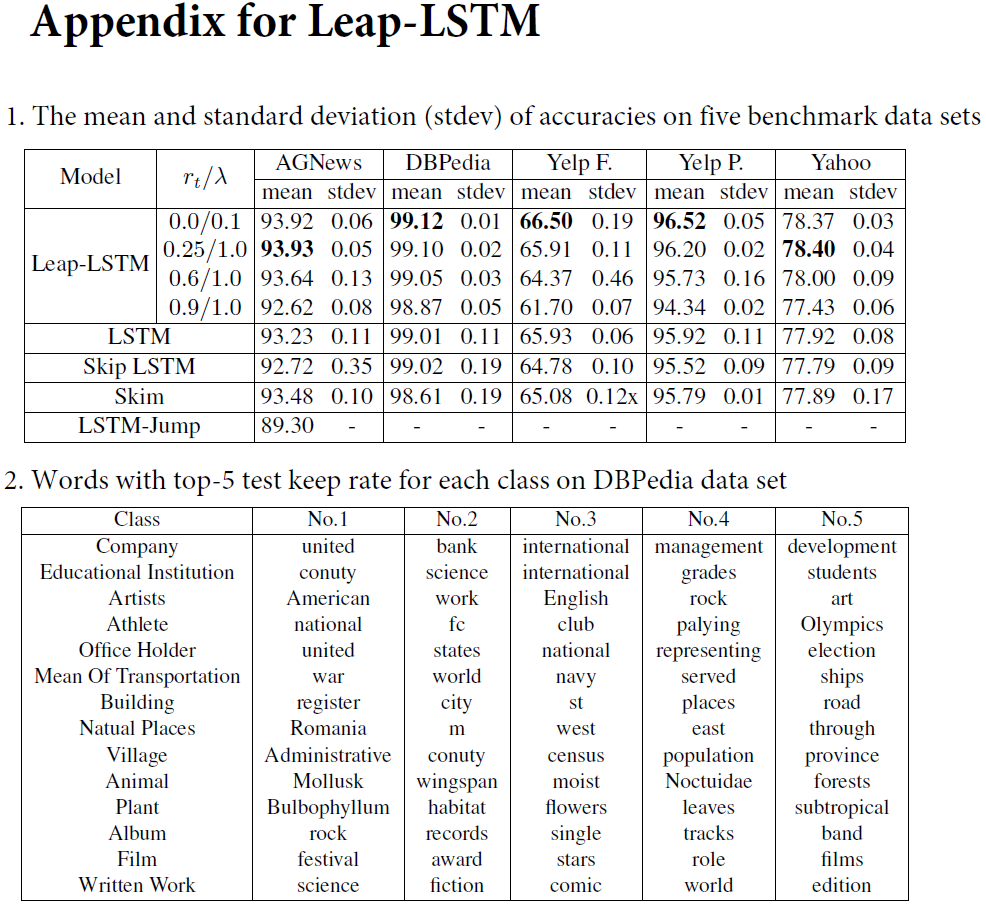 Appendix for Leap-LSTM
1. The mean and standard deviation (stdev) of accuracies on five benchmark data sets
Model r_t/λ AGNews DBPedia Yelp F. Yelp P. Yahoo
mean stdev mean stdev mean stdev mean stdev mean stdev
Leap-LSTM
0.0/0.1 93.92 0.06 99.12 0.01 66.50 0.19 96.52 0.05 78.37 0.03
0.25/1.0 93.93 0.05 99.10 0.02 65.91 0.11 96.20 0.02 78.40 0.04
0.6/1.0 93.64 0.13 99.05 0.03 64.37 0.46 95.73 0.16 78.00 0.09
0.9/1.0 92.62 0.08 98.87 0.05 61.70 0.07 94.34 0.02 77.43 0.06
LSTM 93.23 0.11 99.01 0.11 65.93 0.06 95.92 0.11 77.92 0.08
Skip LSTM 92.72 0.35 99.02 0.19 64.78 0.10 95.52 0.09 77.79 0.09
Skim 93.48 0.10 98.61 0.19 65.08 0.12x 95.79 0.01 77.89 0.17
LSTM-Jump 89.30 - - - - - - - - -
2. Words with top-5 test keep rate for each class on DBPedia data set
Class No.1 No.2 No.3 No.4 No.5
Company united bank international management development
Educational Institution conuty science international grades students
Artists American work English rock art
Athlete national fc club palying Olympics
Office Holder united states national representing election
Mean Of Transportation war world navy served ships
Building register city st places road
Natual Places Romania m west east through
Village Administrative conuty census population province
Animal Mollusk wingspan moist Noctuidae forests
Plant Bulbophyllum habitat flowers leaves subtropical
Album rock records single tracks band
Film festival award stars role films
Written Work science fiction comic world edition